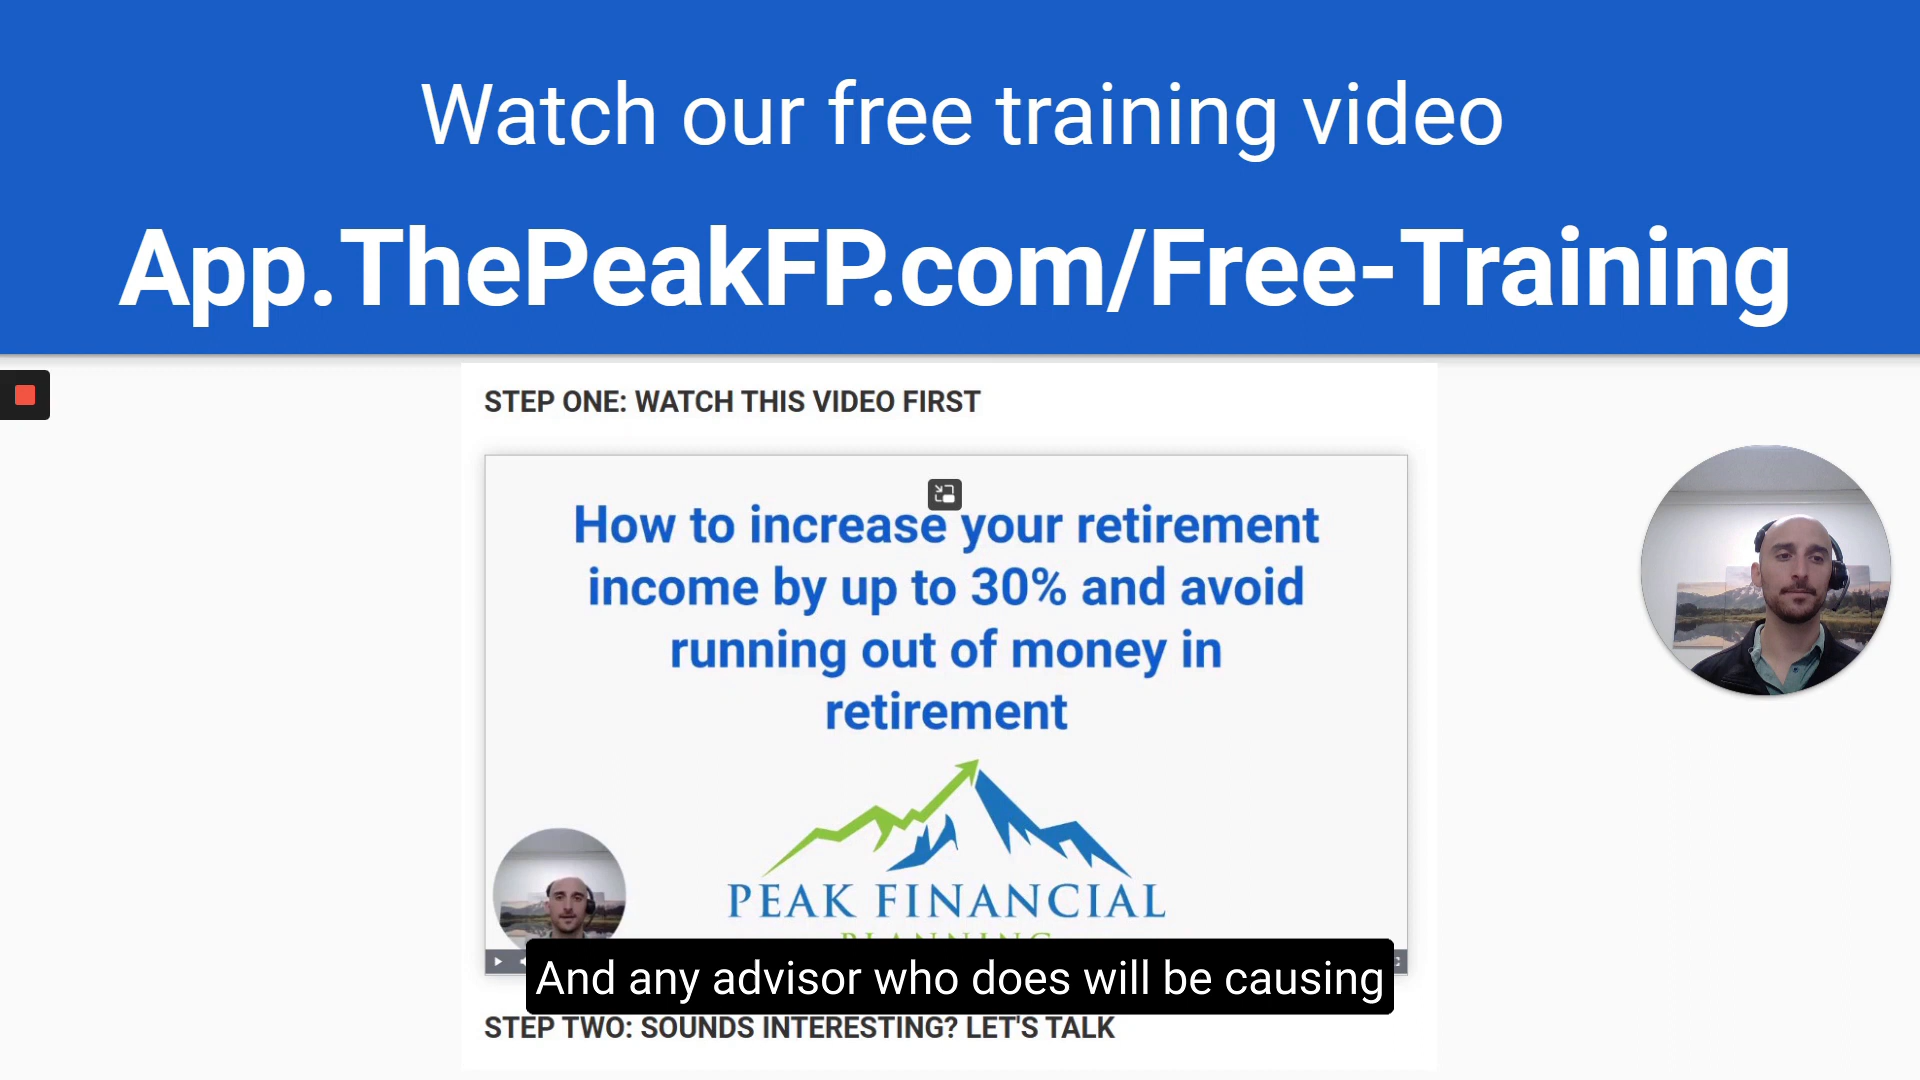 Watch our free training video
App.ThePeakFP.com/Free-Training
STEP ONE: WATCH THIS VIDEO FIRST
How to increase your retirement
income by up to 30% and avoid
running out of money in
retirement
PEAK FINANCIAL
PLANNING
And any advisor who does will be causing
STEP TWO: SOUNDS INTERESTING? LET'S TALK